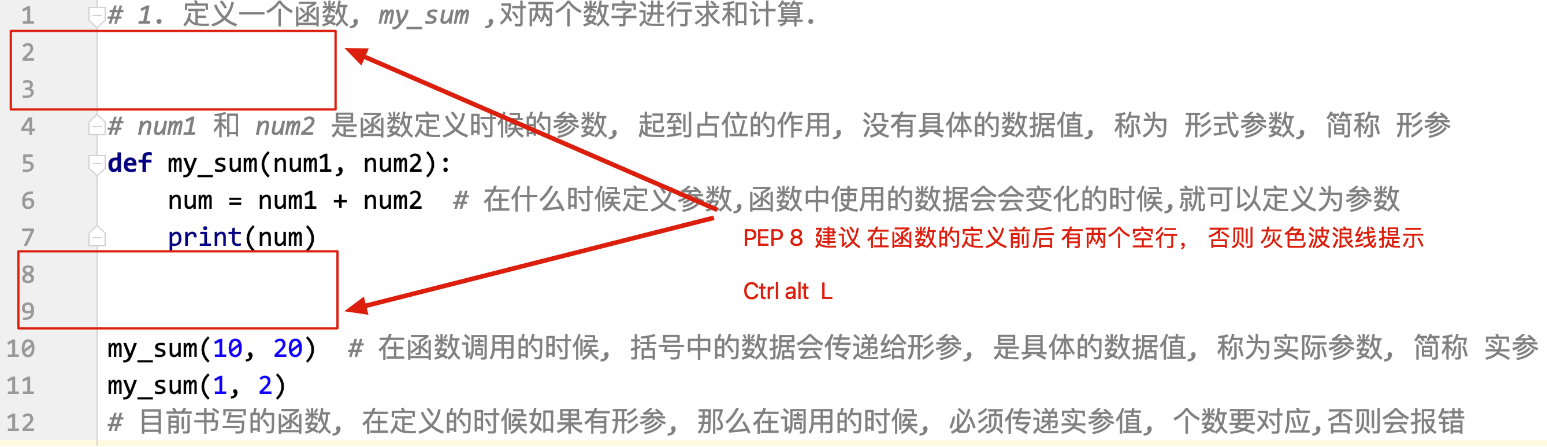 1 # 1. 定义一个函数, my_sum ,对两个数字进行求和计算.
2
3
4 # num1 和 num2 是函数定义时候的参数, 起到占位的作用, 没有具体的数据值, 称为 形式参数, 简称 形参
5 def my_sum(num1, num2):
6 num = num1 + num2  # 在什么时候定义参数,函数中使用的数据会会变化的时候,就可以定义为参数
7 print(num)
PEP 8 建议 在函数的定义前后 有两个空行， 否则 灰色波浪线提示
8
Ctrl alt L
9
10 my_sum(10, 20)  # 在函数调用的时候, 括号中的数据会传递给形参, 是具体的数据值, 称为实际参数, 简称 实参
11 my_sum(1, 2)
12 # 目前书写的函数, 在定义的时候如果有形参, 那么在调用的时候, 必须传递实参值, 个数要对应,否则会报错